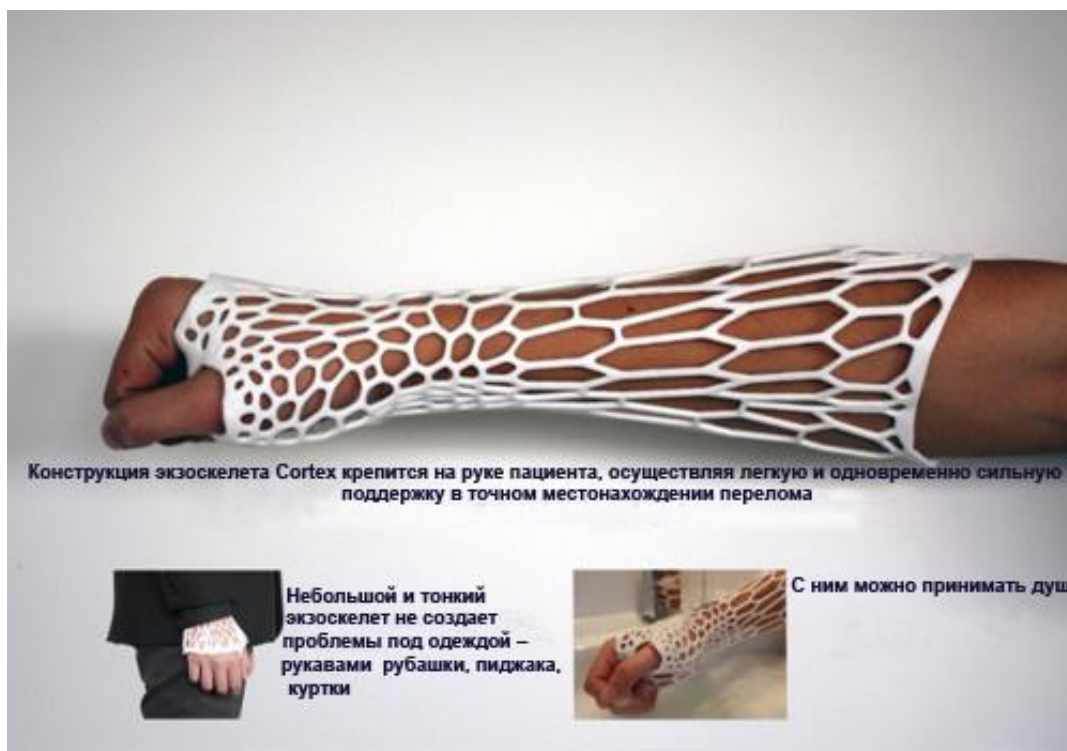 Конструкция экзоскелета Cortex крепится на руке пациента, осуществляя легкую и одновременно сильную
поддержку в точном местонахождении перелома
Небольшой и тонкий
экзоскелет не создает
проблемы под одеждой –
рукавами рубашки, пиджака,
куртки
С ним можно принимать душ